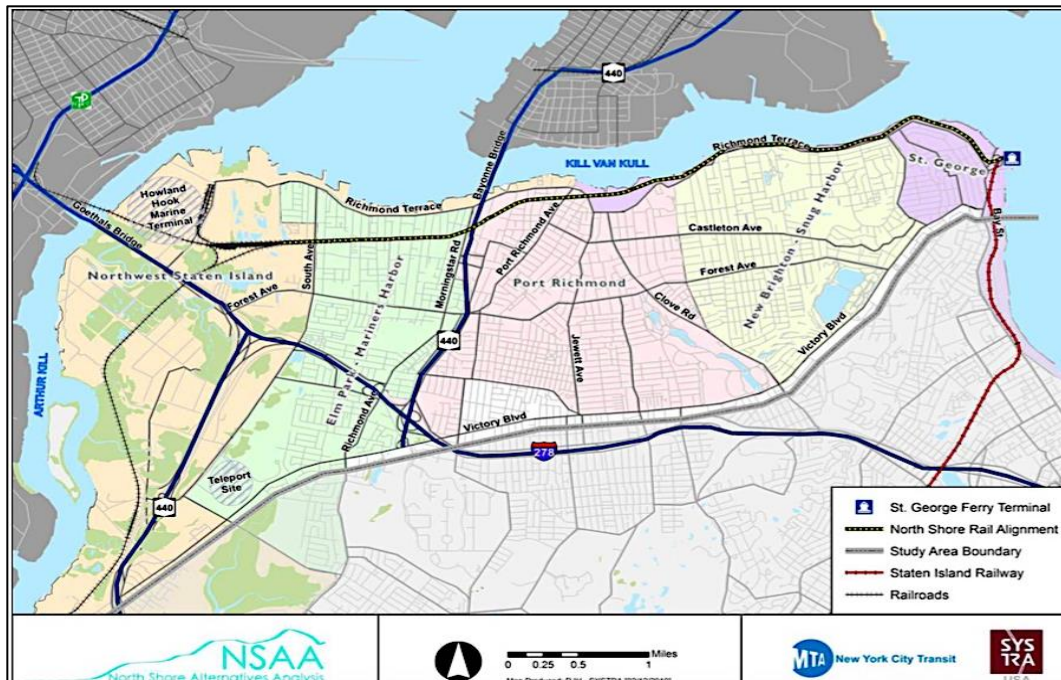 440
TP
Bayonne Bridge
KILL VAN KULL
Richmond Terrace
St. George
Howland
Hook
Marine
Terminal
Goethals Bridge
Richmond Terrace
Bay St
South Ave
Morningstar Rd
Port Richmond Ave
Castleton Ave
New Brighton - Snug Harbor
Northwest Staten Island
Forest Ave
Port Richmond
Forest Ave
Clove Rd
Elm Park - Mariners Harbor
440
Jewett Ave
Victory Blvd
ARTHUR KILL
Richmond Ave
Victory Blvd
278
Teleport
Site
440
St. George Ferry Terminal
North Shore Rail Alignment
Study Area Boundary
Staten Island Railway
Railroads
NSAA
North Shore Alternatives Analysis
0 0.25 0.5 1 Miles
MTA New York City Transit
SYS
TRA
USA